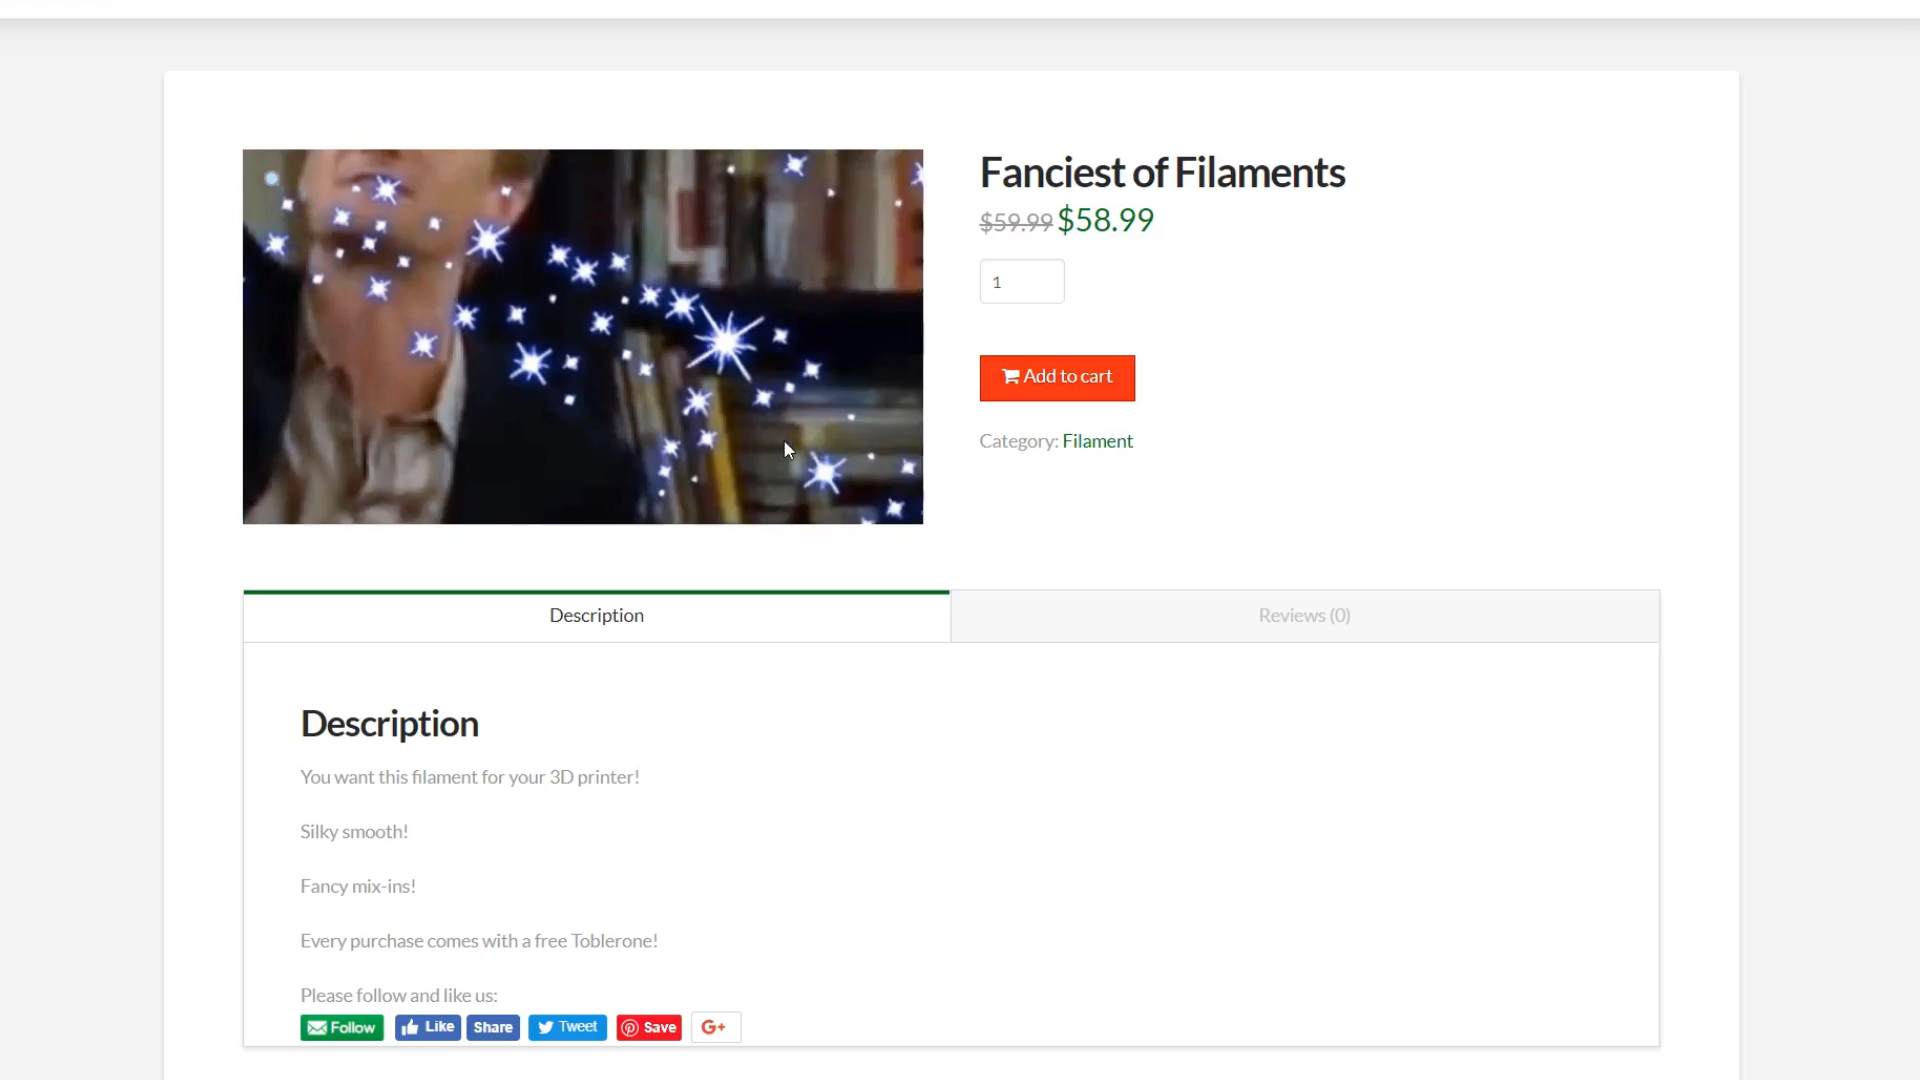 Fanciest of Filaments
$59.99 $58.99
1
Add to cart
Category: Filament
Description
Reviews (0)
Description
You want this filament for your 3D printer!
Silky smooth!
Fancy mix-ins!
Every purchase comes with a free Toblerone!
Please follow and like us:
Follow Like Share Tweet Save G+